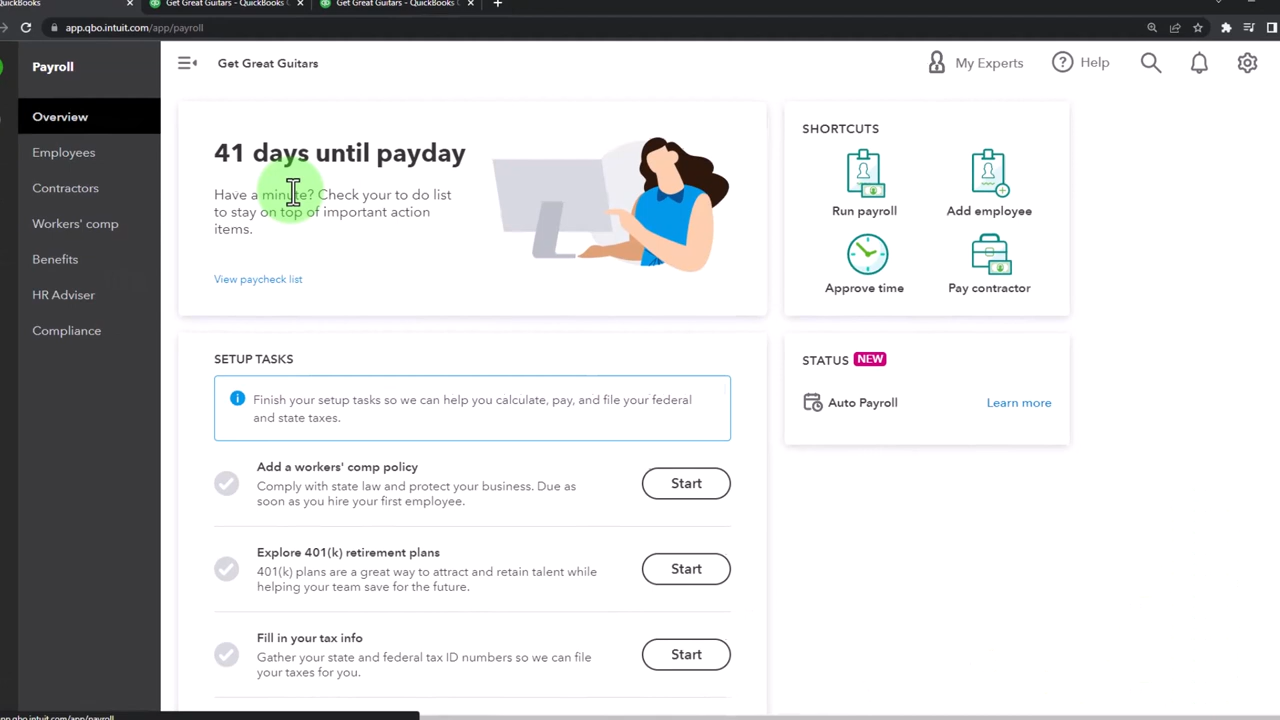 QuickBooks
Get Great Guitars - QuickBooks
Get Great Guitars - QuickBooks
app.qbo.intuit.com/app/payroll
Payroll
Get Great Guitars
My Experts
Help
Overview
Employees
Contractors
Workers' comp
Benefits
HR Adviser
Compliance
41 days until payday
Have a minute? Check your to do list
to stay on top of important action
items.
View paycheck list
SHORTCUTS
Run payroll
Add employee
Approve time
Pay contractor
SETUP TASKS
Finish your setup tasks so we can help you calculate, pay, and file your federal
and state taxes.
Add a workers' comp policy
Comply with state law and protect your business. Due as
soon as you hire your first employee.
Start
Explore 401(k) retirement plans
401(k) plans are a great way to attract and retain talent while
helping your team save for the future.
Start
Fill in your tax info
Gather your state and federal tax ID numbers so we can file
your taxes for you.
Start
STATUS NEW
Auto Payroll
Learn more